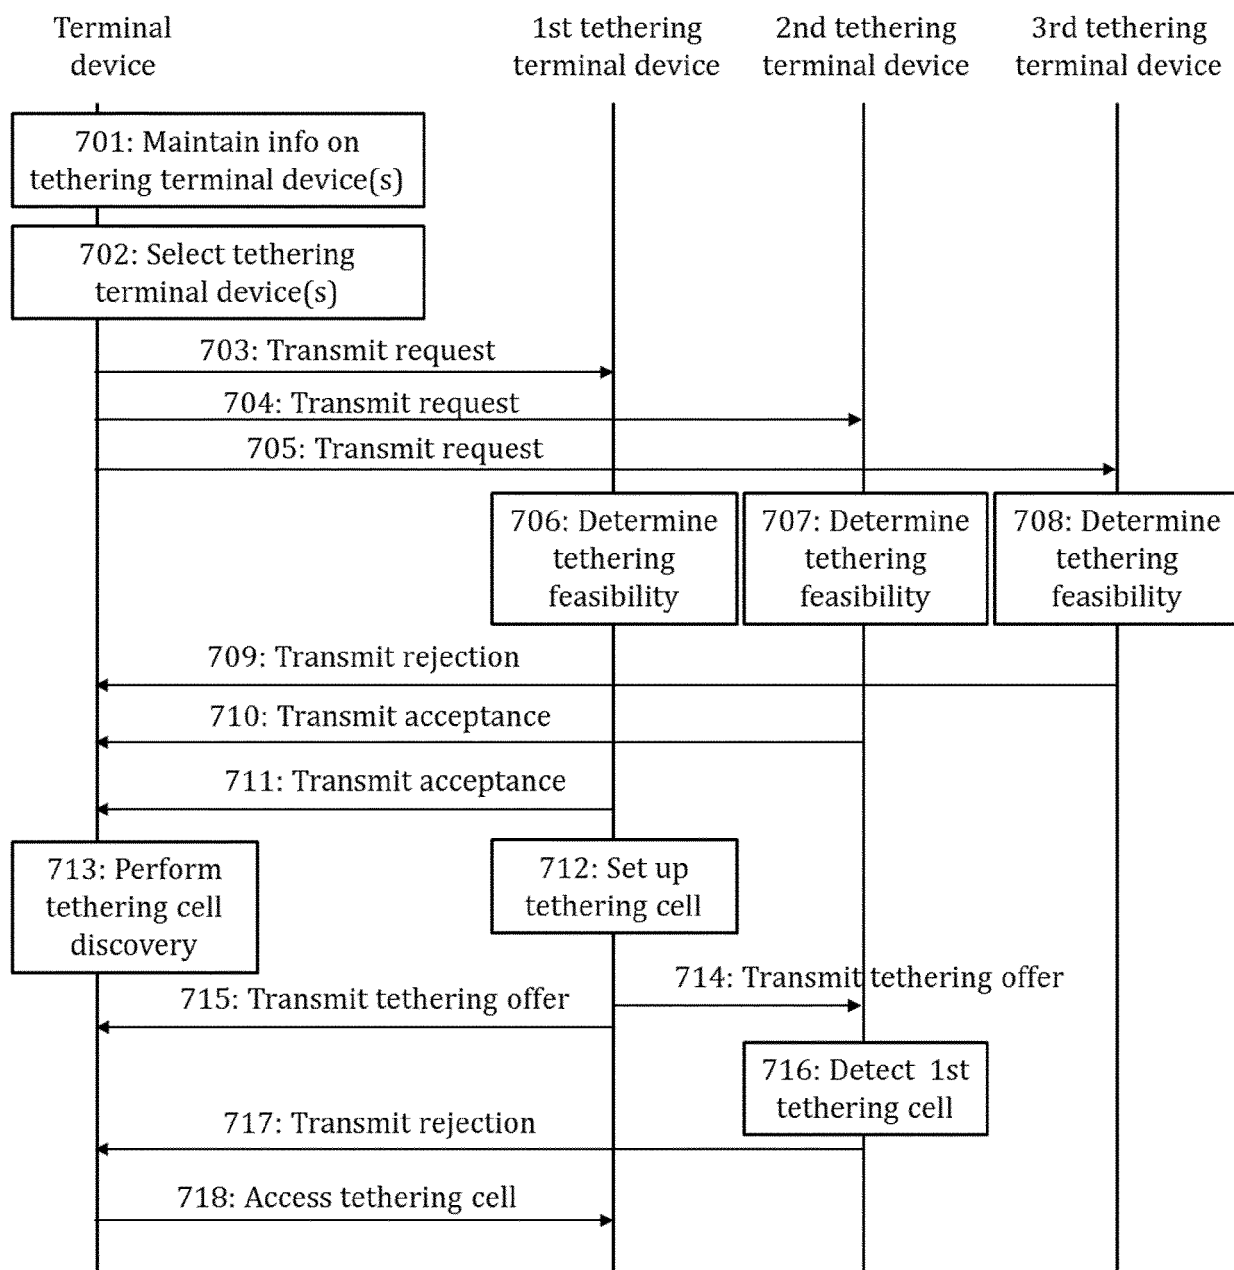 Terminal
device
1st tethering
terminal device
2nd tethering
terminal device
3rd tethering
terminal device
701: Maintain info on
tethering terminal device(s)
702: Select tethering
terminal device(s)
703: Transmit request
704: Transmit request
705: Transmit request
706: Determine
tethering
feasibility
707: Determine
tethering
feasibility
708: Determine
tethering
feasibility
709: Transmit rejection
710: Transmit acceptance
711: Transmit acceptance
713: Perform
tethering cell
discovery
712: Set up
tethering cell
714: Transmit tethering offer
715: Transmit tethering offer
716: Detect 1st
tethering cell
717: Transmit rejection
718: Access tethering cell